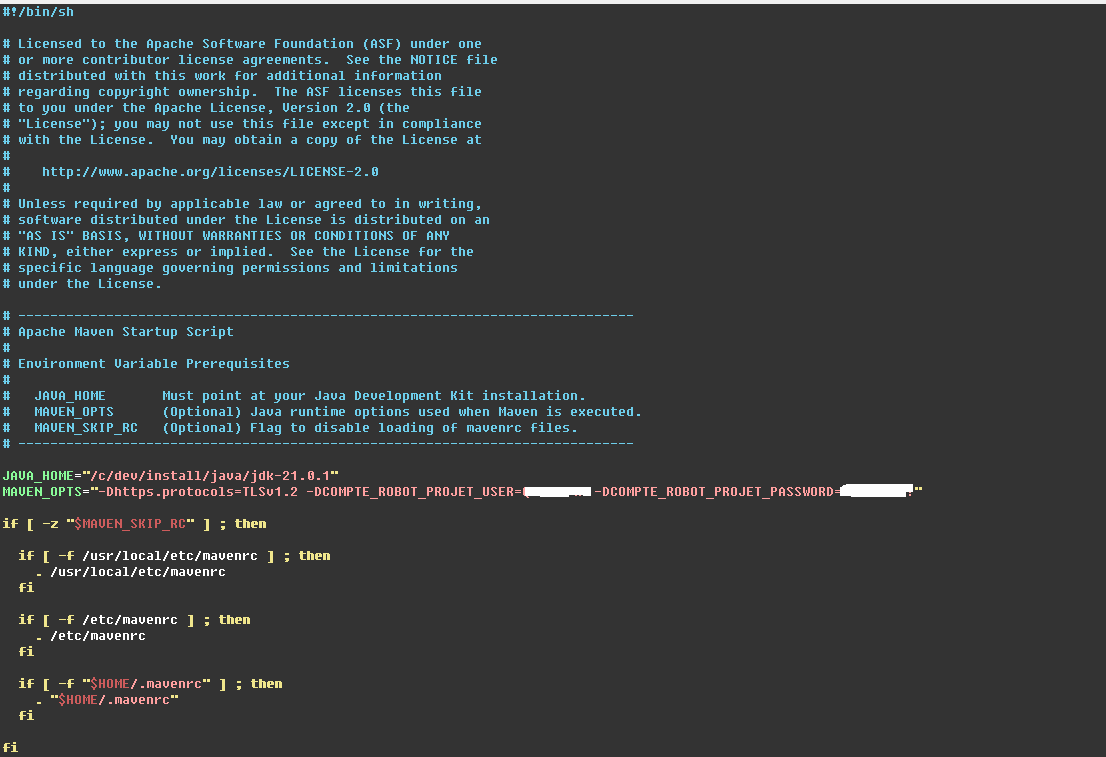 #!/bin/sh
# Licensed to the Apache Software Foundation (ASF) under one
# or more contributor license agreements.  See the NOTICE file
# distributed with this work for additional information
# regarding copyright ownership.  The ASF licenses this file
# to you under the Apache License, Version 2.0 (the
# "License"); you may not use this file except in compliance
# with the License.  You may obtain a copy of the License at
#
#    http://www.apache.org/licenses/LICENSE-2.0
#
# Unless required by applicable law or agreed to in writing,
# software distributed under the License is distributed on an
# "AS IS" BASIS, WITHOUT WARRANTIES OR CONDITIONS OF ANY
# KIND, either express or implied.  See the License for the
# specific language governing permissions and limitations
# under the License.
# -----------------------------------------------------------------------------
# Apache Maven Startup Script
#
# Environment Variable Prerequisites
#
#   JAVA_HOME       Must point at your Java Development Kit installation.
#   MAVEN_OPTS      (Optional) Java runtime options used when Maven is executed.
#   MAVEN_SKIP_RC   (Optional) Flag to disable loading of mavenrc files.
# -----------------------------------------------------------------------------
JAVA_HOME="/c/dev/install/java/jdk-21.0.1"
MAVEN_OPTS="-Dhttps.protocols=TLSv1.2 -DCOMPTE_ROBOT_PROJET_USER= -DCOMPTE_ROBOT_PROJET_PASSWORD="
if [ -z "$MAVEN_SKIP_RC" ] ; then
  if [ -f /usr/local/etc/mavenrc ] ; then
    . /usr/local/etc/mavenrc
  fi
  if [ -f /etc/mavenrc ] ; then
    . /etc/mavenrc
  fi
  if [ -f "$HOME/.mavenrc" ] ; then
    . "$HOME/.mavenrc"
  fi
fi